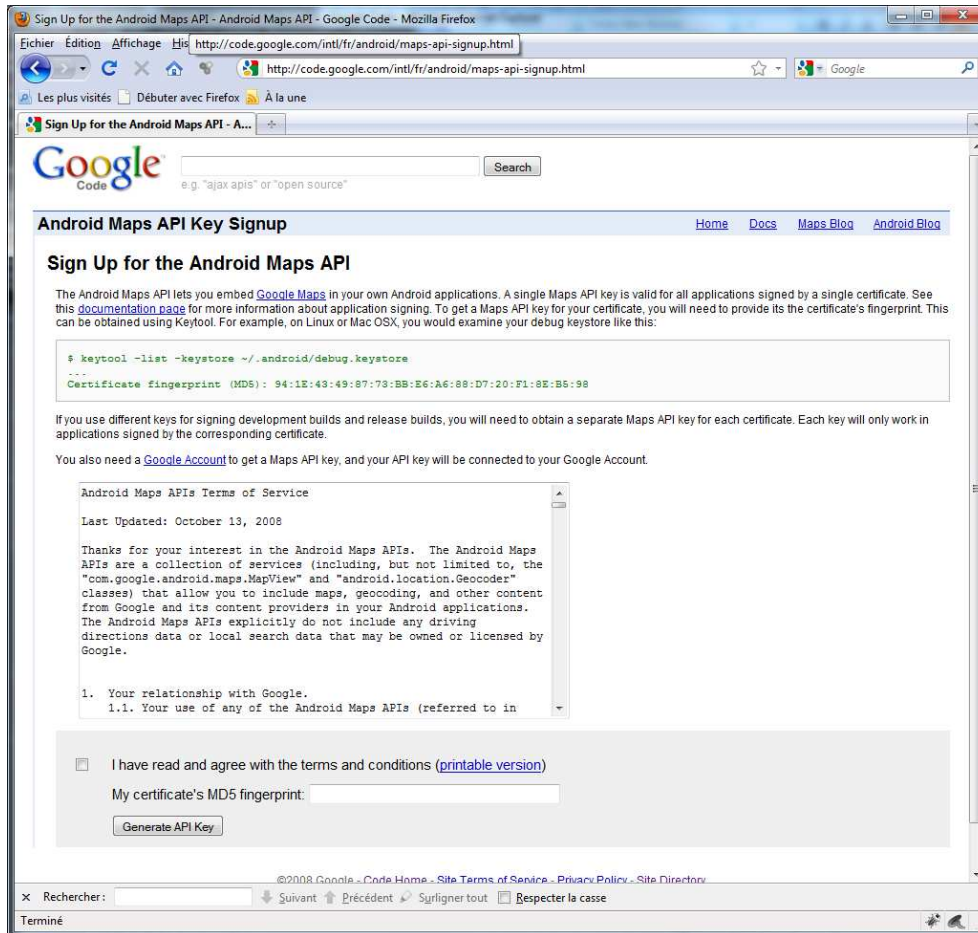 Sign Up for the Android Maps API - Android Maps API - Google Code - Mozilla Firefox
Fichier Édition Affichage His
http://code.google.com/intl/fr/android/maps-api-signup.html
http://code.google.com/intl/fr/android/maps-api-signup.html
Google
Les plus visités Débuter avec Firefox À la une
Sign Up for the Android Maps API - A...
Google Code
Search
e.g. "ajax apis" or "open source"
Android Maps API Key Signup
Home Docs Maps Blog Android Blog
Sign Up for the Android Maps API
The Android Maps API lets you embed Google Maps in your own Android applications. A single Maps API key is valid for all applications signed by a single certificate. See
this documentation page for more information about application signing. To get a Maps API key for your certificate, you will need to provide its the certificate's fingerprint. This
can be obtained using Keytool. For example, on Linux or Mac OSX, you would examine your debug keystore like this:
$ keytool -list -keystore ~/.android/debug.keystore
...
Certificate fingerprint (MD5): 94:1E:43:49:87:73:BB:E6:A6:88:D7:20:F1:8E:B5:98
If you use different keys for signing development builds and release builds, you will need to obtain a separate Maps API key for each certificate. Each key will only work in
applications signed by the corresponding certificate.
You also need a Google Account to get a Maps API key, and your API key will be connected to your Google Account.
Android Maps APIs Terms of Service
Last Updated: October 13, 2008
Thanks for your interest in the Android Maps APIs. The Android Maps
APIs are a collection of services (including, but not limited to, the
"com.google.android.maps.MapView" and "android.location.Geocoder"
classes) that allow you to include maps, geocoding, and other content
from Google and its content providers in your Android applications.
The Android Maps APIs explicitly do not include any driving
directions data or local search data that may be owned or licensed by
Google.
1. Your relationship with Google.
1.1. Your use of any of the Android Maps APIs (referred to in
I have read and agree with the terms and conditions (printable version)
My certificate's MD5 fingerprint:
Generate API Key
©2008 Google - Code Home - Site Terms of Service - Privacy Policy - Site Directory
Rechercher : Suivant Précédent Surligner tout Respecter la casse
Terminé